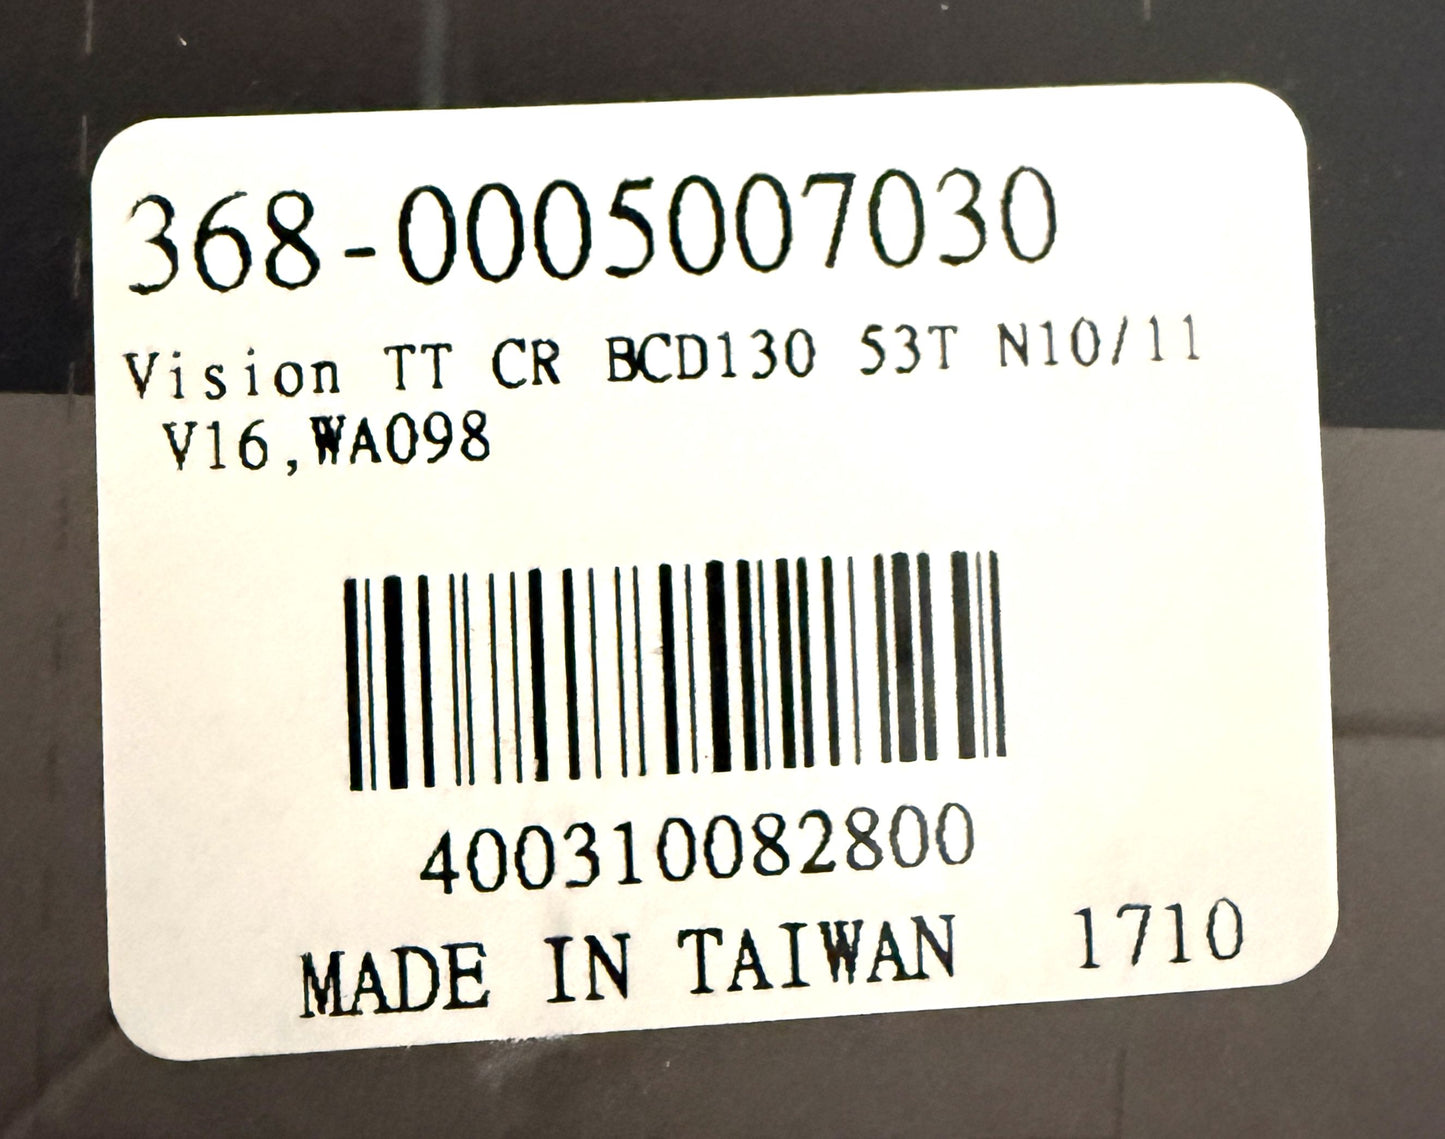 368-0005007030
Vision TT CR BCD130 53T N10/11
V16,WA098
400310082800
MADE IN TAIWAN 1710